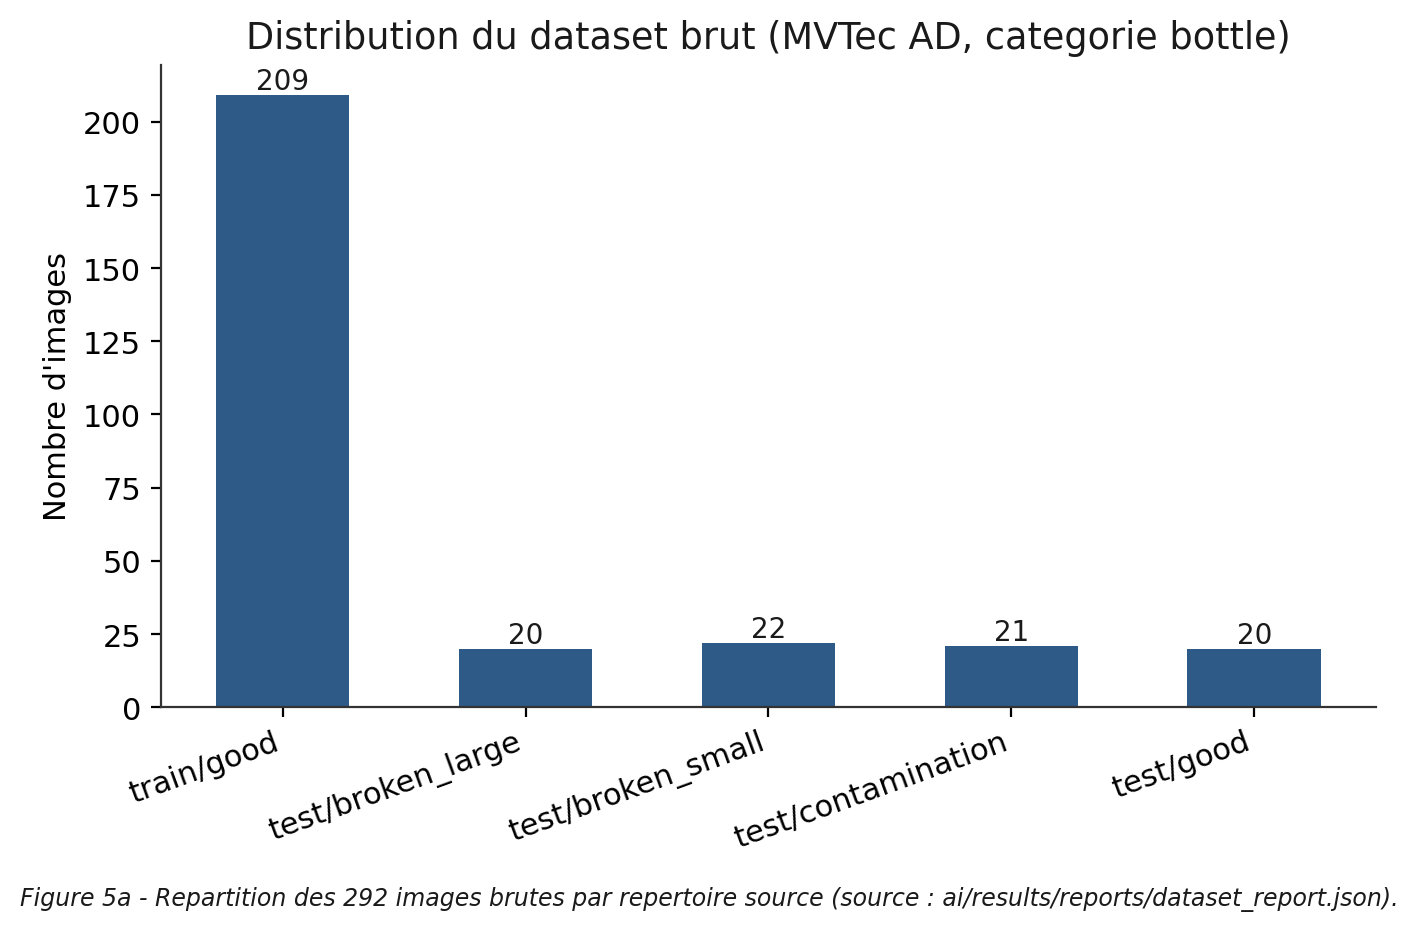 Distribution du dataset brut (MVTec AD, categorie bottle)
209
200
175
150
125
100
75
50
25
0
Nombre d'images
20
22
21
20
train/good
test/broken_large
test/broken_small
test/contamination
test/good
Figure 5a - Repartition des 292 images brutes par repertoire source (source : ai/results/reports/dataset_report.json).